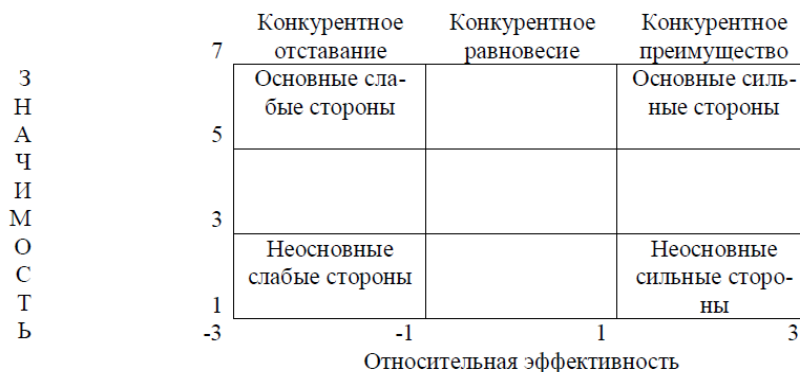 Конкурентное Конкурентное Конкурентное
7 отставание равновесие преимущество
Основные сла- Основные силь-
бые стороны ные стороны
5
3
Неосновные Неосновные
слабые стороны сильные сторо-
1 ны
-3 -1 1 3
Относительная эффективность
З
Н
А
Ч
И
М
О
С
Т
Ь